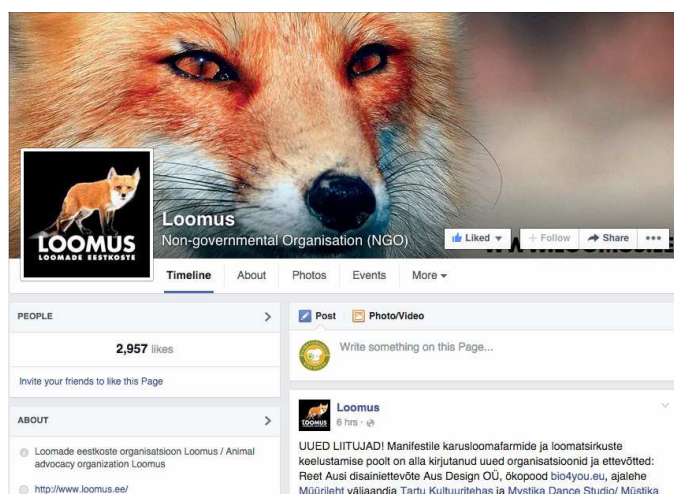 LOOMUS
LOOMADE EESTKOSTE
Loomus
Non-governmental Organisation (NGO)
Liked
+ Follow
Share
Timeline
About
Photos
Events
More
PEOPLE
2,957 likes
Invite your friends to like this Page
ABOUT
Loomade eestkoste organisatsioon Loomus / Animal
advocacy organization Loomus
http://www.loomus.ee/
Post
Photo/Video
Write something on this Page...
Loomus
6 hrs ·
UUED LIITUJAD! Manifestile karusloomafarmide ja loomatsirkuste
keelustamise poolt on alla kirjutanud uued organisatsioonid ja ettevõtted:
Reet Ausi disainiettevõte Aus Design OÜ, ökopood bio4you.eu, ajalehe
Müürileht väljaandja Tartu Kultuuritehas ja Mystika Dance Studio/ Müstika